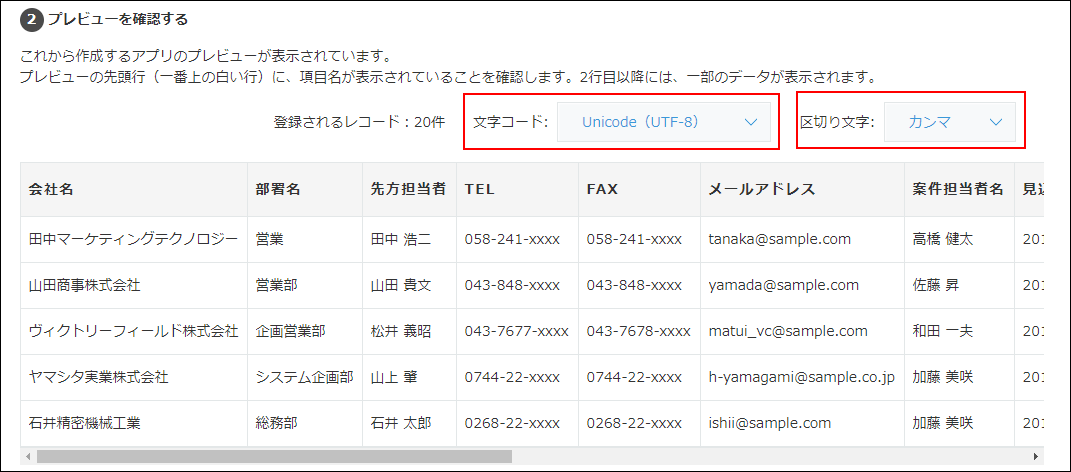 2 プレビューを確認する
これから作成するアプリのプレビューが表示されています。
プレビューの先頭行（一番上の白い行）に、項目名が表示されていることを確認します。2行目以降には、一部のデータが表示されます。
登録されるレコード：20件 文字コード: Unicode（UTF-8） 区切り文字: カンマ
会社名 部署名 先方担当者 TEL FAX メールアドレス 案件担当者名 見
田中マーケティングテクノロジー 営業 田中 浩二 058-241-xxxx 058-241-xxxx tanaka@sample.com 高橋 健太 201
山田商事株式会社 営業部 山田 貴文 043-848-xxxx 043-848-xxxx yamada@sample.com 佐藤 昇 201
ヴィクトリーフィールド株式会社 企画営業部 松井 義昭 043-7677-xxxx 043-7678-xxxx matui_vc@sample.com 和田 一夫 201
ヤマシタ実業株式会社 システム企画部 山上 肇 0744-22-xxxx 0744-22-xxxx h-yamagami@sample.co.jp 加藤 美咲 201
石井精密機械工業 総務部 石井 太郎 0268-22-xxxx 0268-22-xxxx ishii@sample.com 加藤 美咲 201